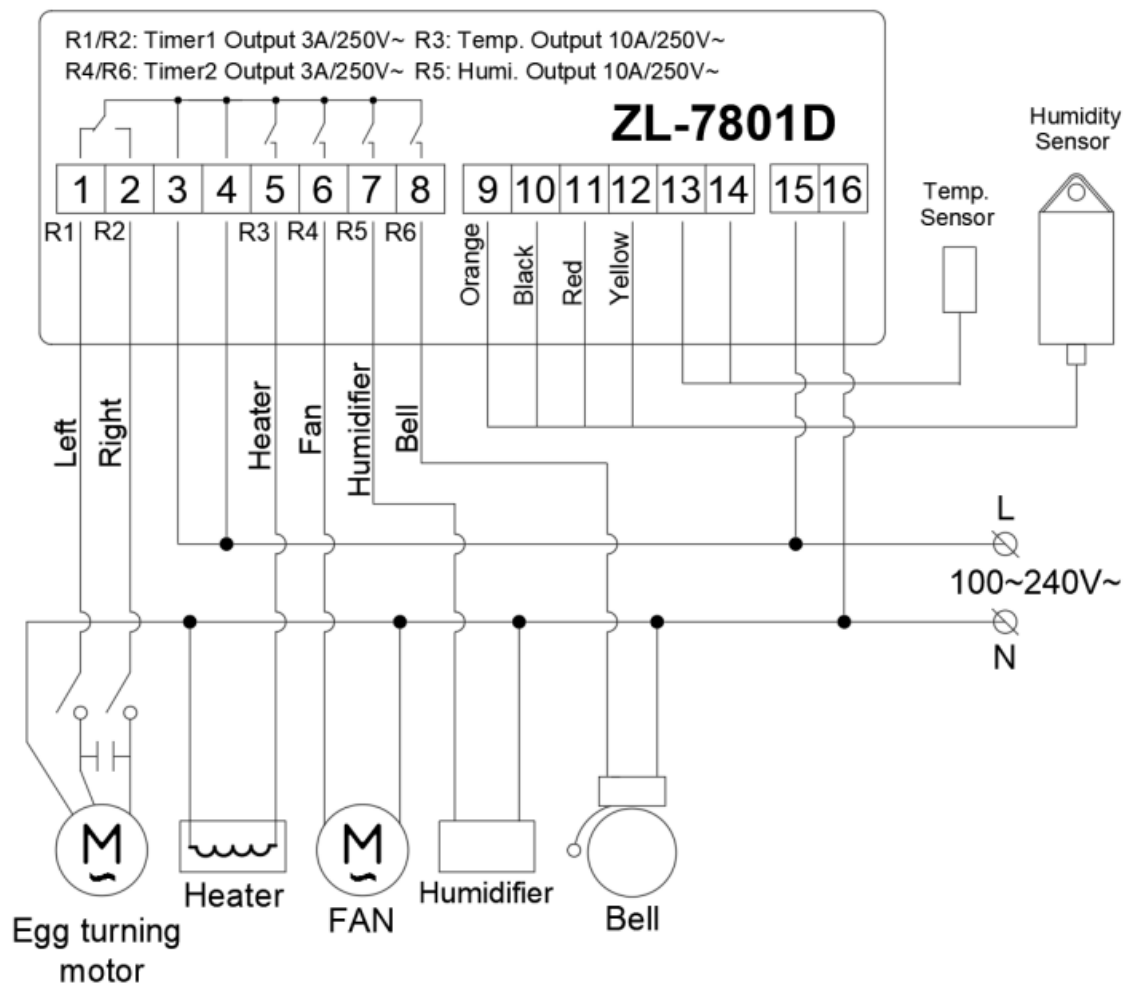 R1/R2: Timer1 Output 3A/250V~ R3: Temp. Output 10A/250V~
R4/R6: Timer2 Output 3A/250V~ R5: Humi. Output 10A/250V~
ZL-7801D
Humidity
Sensor
Temp.
Sensor
1 2 3 4 5 6 7 8 9 10 11 12 13 14 15 16
R1 R2 R3 R4 R5 R6
Orange
Black
Red
Yellow
Left
Right
Heater
Fan
Humidifier
Bell
L
100~240V~
N
M
~
Egg turning
motor
Heater
M
~
FAN
Humidifier
Bell